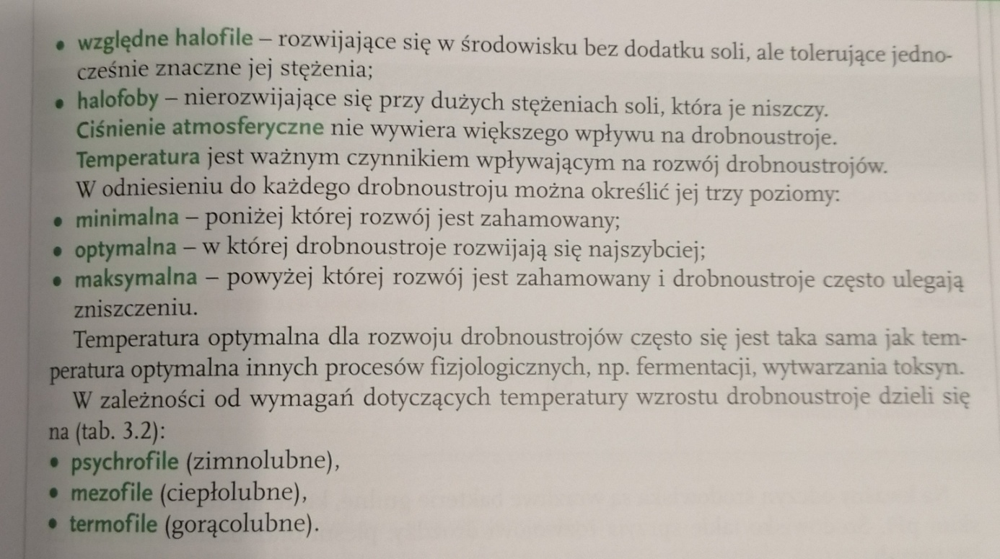 • względne halofile – rozwijające się w środowisku bez dodatku soli, ale tolerujące jedno-
cześnie znaczne jej stężenia;
• halofoby – nierozwijające się przy dużych stężeniach soli, która je niszczy.
Ciśnienie atmosferyczne nie wywiera większego wpływu na drobnoustroje.
Temperatura jest ważnym czynnikiem wpływającym na rozwój drobnoustrojów.
W odniesieniu do każdego drobnoustroju można określić jej trzy poziomy:
• minimalna – poniżej której rozwój jest zahamowany;
• optymalna – w której drobnoustroje rozwijają się najszybciej;
• maksymalna – powyżej której rozwój jest zahamowany i drobnoustroje często ulegają
zniszczeniu.
Temperatura optymalna dla rozwoju drobnoustrojów często się jest taka sama jak tem-
peratura optymalna innych procesów fizjologicznych, np. fermentacji, wytwarzania toksyn.
W zależności od wymagań dotyczących temperatury wzrostu drobnoustroje dzieli się
na (tab. 3.2):
• psychrofile (zimnolubne),
• mezofile (ciepłolubne),
• termofile (gorącolubne).